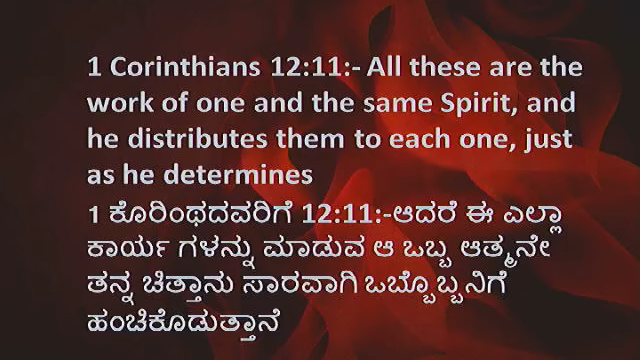 1 Corinthians 12:11:- All these are the
work of one and the same Spirit, and
he distributes them to each one, just
as he determines
1 ಕೊರಿಂಥದವರಿಗೆ 12:11:-ಆದರೆ ಈ ಎಲ್ಲಾ
ಕಾರ್ಯ ಗಳನ್ನು ಮಾಡುವ ಆ ಒಬ್ಬ ಆತ್ಮನೇ
ತನ್ನ ಚಿತ್ತಾನು ಸಾರವಾಗಿ ಒಬ್ಬೊಬ್ಬನಿಗೆ
ಹಂಚಿಕೊಡುತ್ತಾನೆ